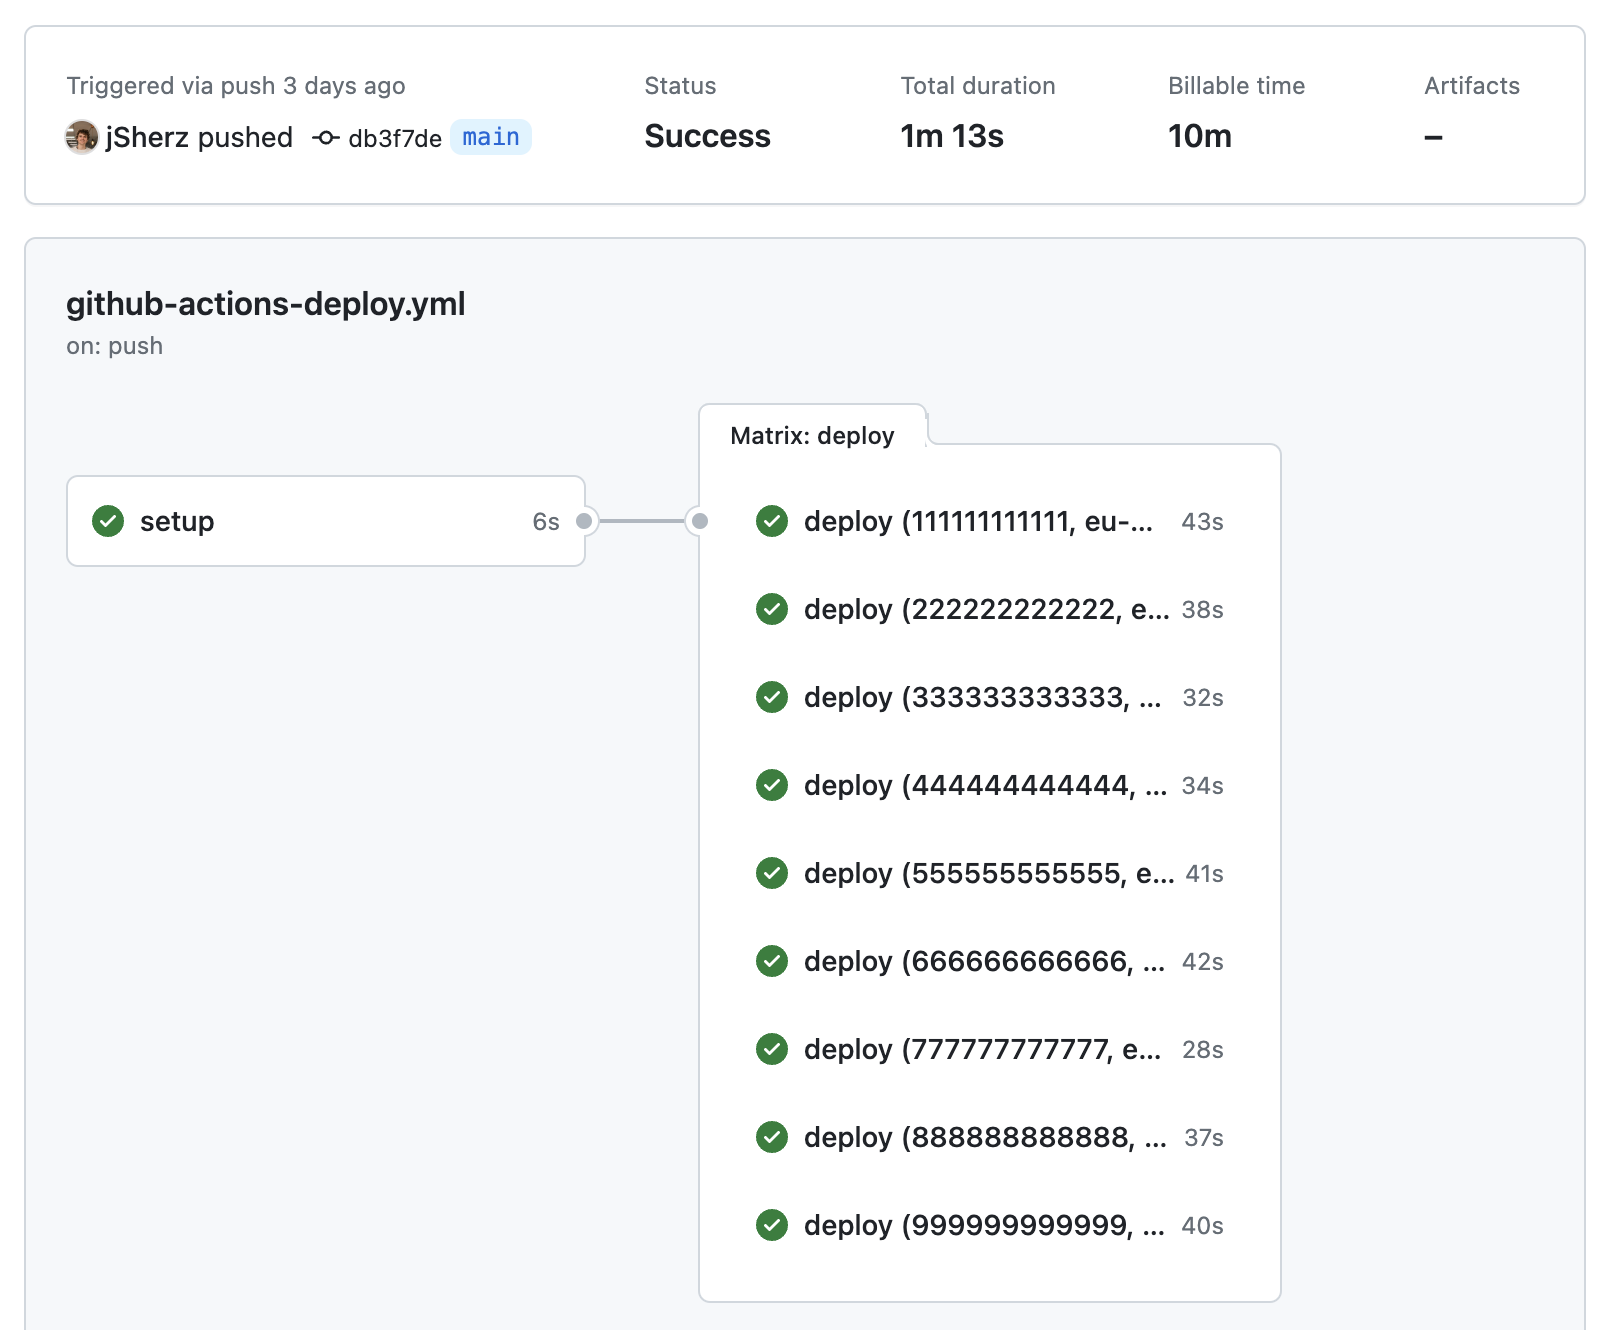 Triggered via push 3 days ago
jSherz pushed db3f7de main
Status
Success
Total duration
1m 13s
Billable time
10m
Artifacts
–
github-actions-deploy.yml
on: push
setup 6s
Matrix: deploy
deploy (111111111111, eu-... 43s
deploy (222222222222, e... 38s
deploy (333333333333, ... 32s
deploy (444444444444, ... 34s
deploy (555555555555, e... 41s
deploy (666666666666, ... 42s
deploy (777777777777, e... 28s
deploy (888888888888, ... 37s
deploy (999999999999, ... 40s